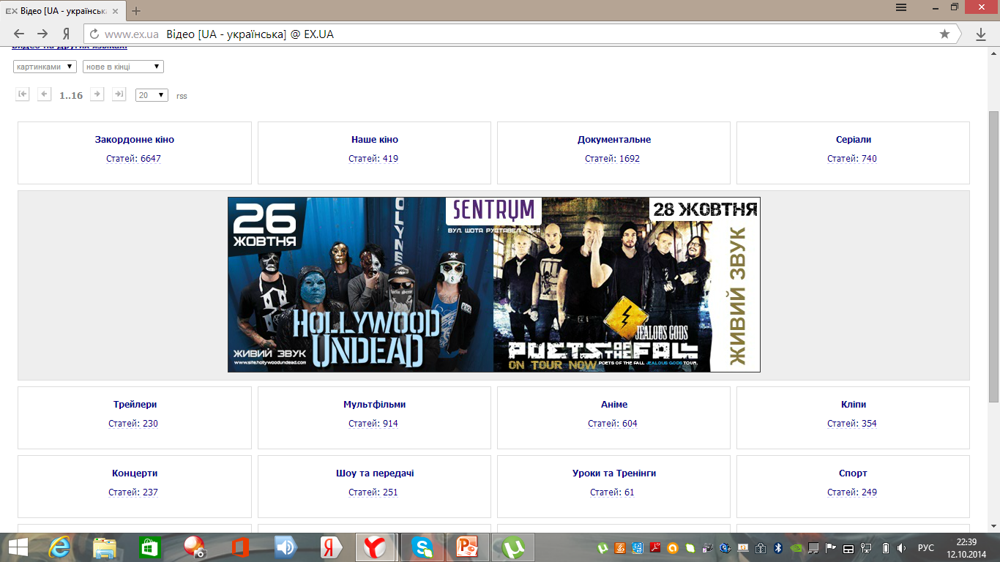 EX Відео [UA - українська
www.ex.ua Відео [UA - українська] @ EX.UA
Видео на других языках:
картинками нове в кінці
1..16 20 rss
Закордонне кіно
Статей: 6647
Наше кіно
Статей: 419
Документальне
Статей: 1692
Серіали
Статей: 740
26
ЖОВТНЯ
SENTRUM
ВУЛ. ШОТА РУСТАВЕЛІ, 16-А
28 ЖОВТНЯ
HOLLYWOOD
UNDEAD
ЖИВИЙ ЗВУК
www.site.hollywoodundead.com
JEALOUS GODS
POETS OF THE FALL
ON TOUR NOW POETS OF THE FALL JEALOUS GODS TOUR.
ЖИВИЙ ЗВУК
Трейлери
Статей: 230
Мультфільми
Статей: 914
Аніме
Статей: 604
Кліпи
Статей: 354
Концерти
Статей: 237
Шоу та передачі
Статей: 251
Уроки та Тренінги
Статей: 61
Спорт
Статей: 249
РУС
22:39
12.10.2014